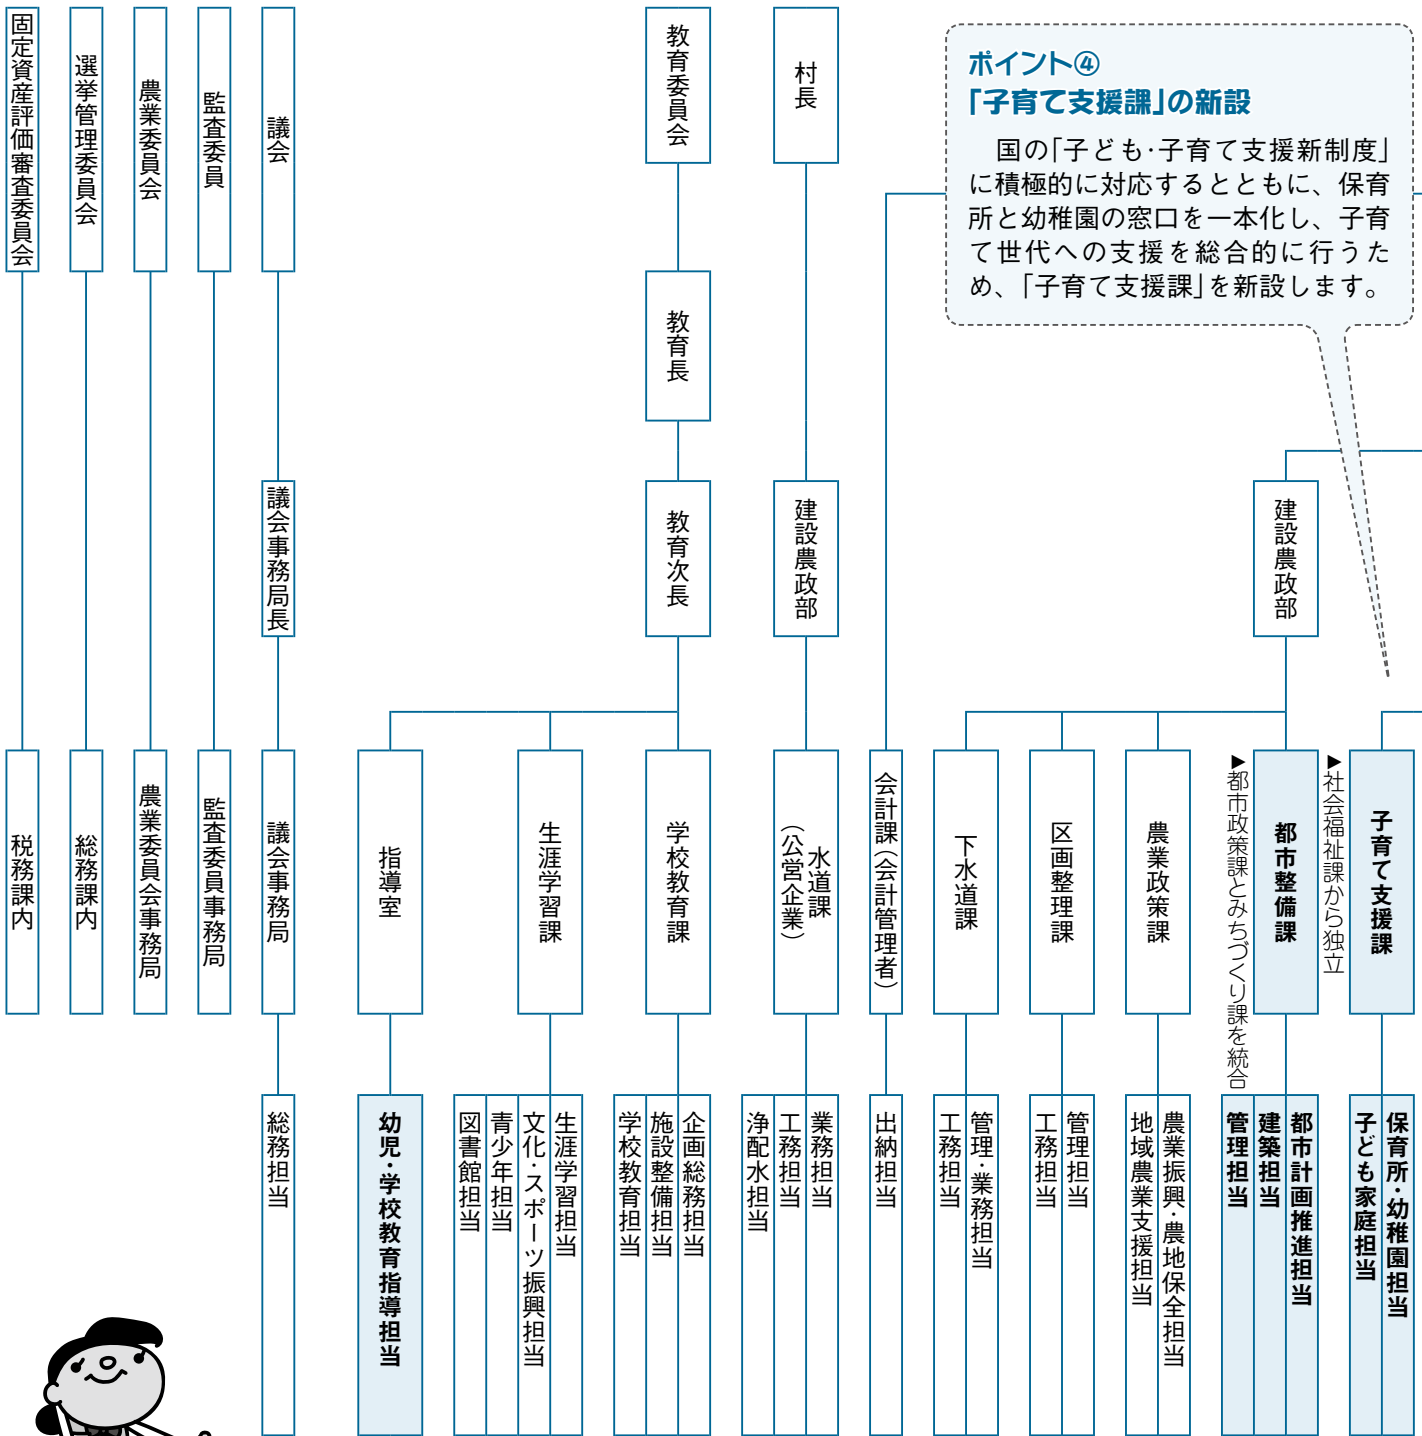 ポイント④
「子育て支援課」の新設
国の「子ども・子育て支援新制度」
に積極的に対応するとともに、保育
所と幼稚園の窓口を一本化し、子育
て世代への支援を総合的に行うた
め、「子育て支援課」を新設します。
村長
教育委員会
議会
監査委員
農業委員会
選挙管理委員会
固定資産評価審査委員会
教育長
建設農政部
建設農政部
教育次長
議会事務局長
子育て支援課
▶社会福祉課から独立
都市整備課
▶都市政策課とみちづくり課を統合
農業政策課
区画整理課
下水道課
会計課(会計管理者)
水道課
(公営企業)
学校教育課
生涯学習課
指導室
議会事務局
監査委員事務局
農業委員会事務局
総務課内
税務課内
保育所・幼稚園担当
子ども家庭担当
都市計画推進担当
建築担当
管理担当
農業振興・農地保全担当
地域農業支援担当
管理担当
工務担当
管理・業務担当
工務担当
出納担当
業務担当
工務担当
浄配水担当
企画総務担当
施設整備担当
学校教育担当
生涯学習担当
文化・スポーツ振興担当
青少年担当
図書館担当
幼児・学校教育指導担当
総務担当